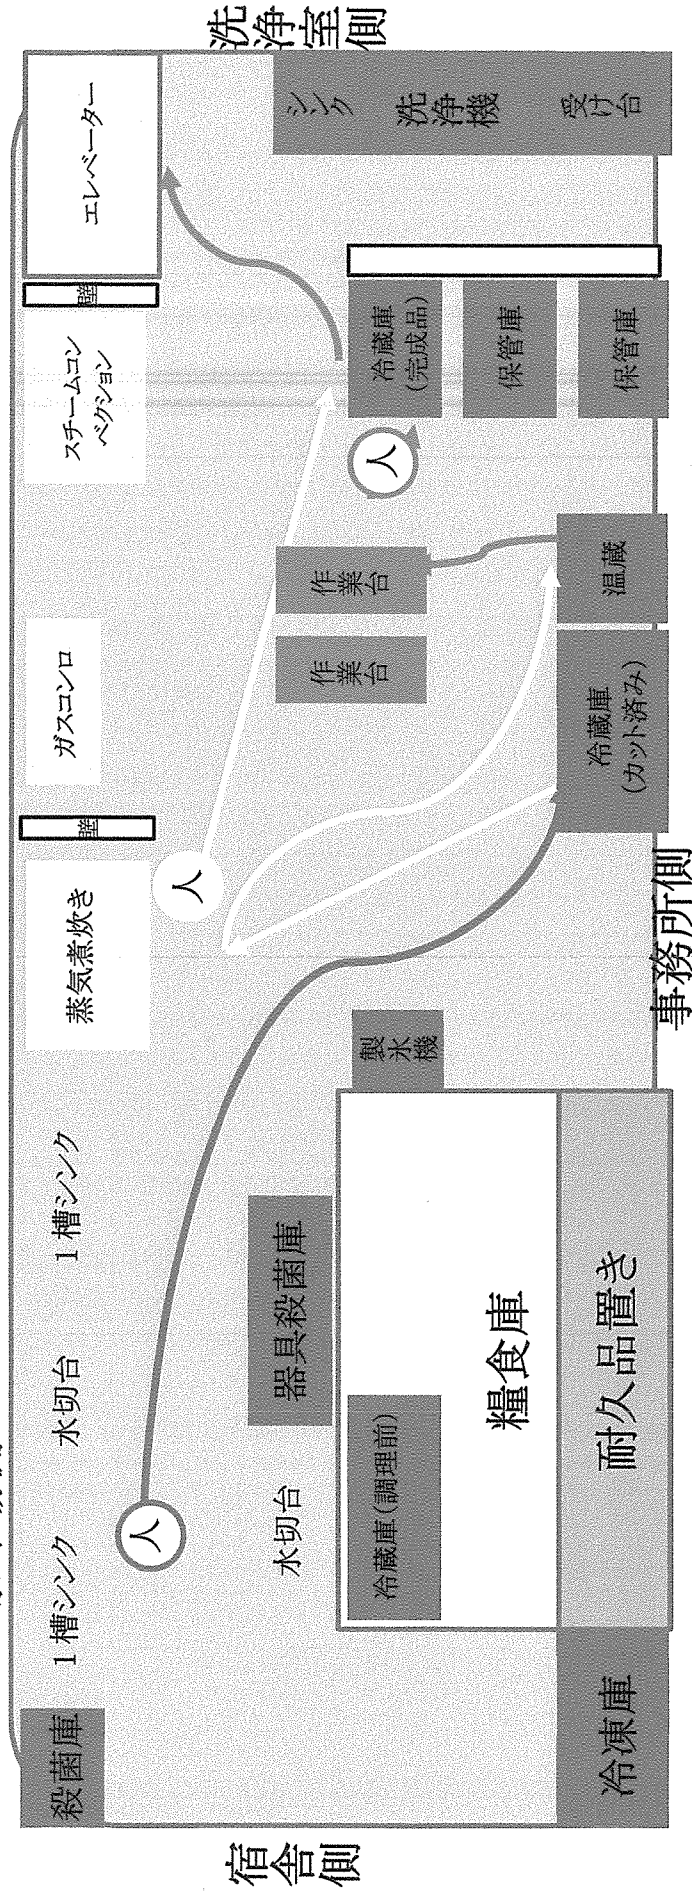 宿舎側
殺菌庫
1槽シンク
水切台
1槽シンク
蒸気煮炊き
壁
ガスコンロ
スチームコン
ベクション
壁
エレベーター
洗浄室側
人
人
水切台
器具殺菌庫
冷蔵庫(調理前)
糧食庫
製氷機
耐久品置き
冷凍庫
作業台
作業台
人
冷蔵庫
(カット済み)
温蔵
冷蔵庫
(完成品)
保管庫
保管庫
シンク
洗浄機
受け台
事務所側